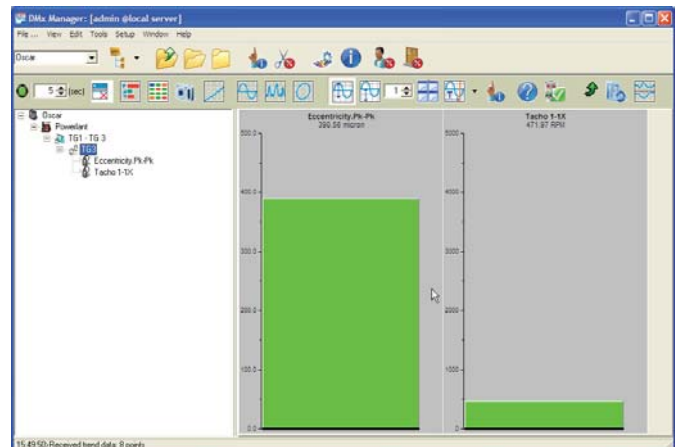 DMx Manager: [admin @local server]
File ... View Edit Tools Setup Window Help
Oscar
5 (sec)
1
Oscar
Powerlant
TG1 - TG 3
TG3
Eccentricity.Pk-Pk
Tacho 1-1X
Eccentricity.Pk-Pk
390.56 micron
500.0
400.0
300.0
200.0
100.0
0.0
Tacho 1-1X
471.97 RPM
5000
4000
3000
2000
1000
0
15:49:50>Received trend data: 8 points